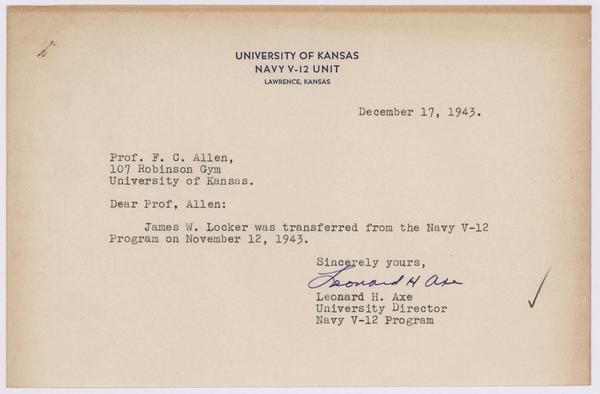 UNIVERSITY OF KANSAS
NAVY V-12 UNIT
LAWRENCE, KANSAS
December 17, 1943.
Prof. F. C. Allen,
107 Robinson Gym
University of Kansas.
Dear Prof, Allen:
James W. Locker was transferred from the Navy V-12
Program on November 12, 1943.
Sincerely yours,
Leonard H Axe
Leonard H. Axe
University Director
Navy V-12 Program